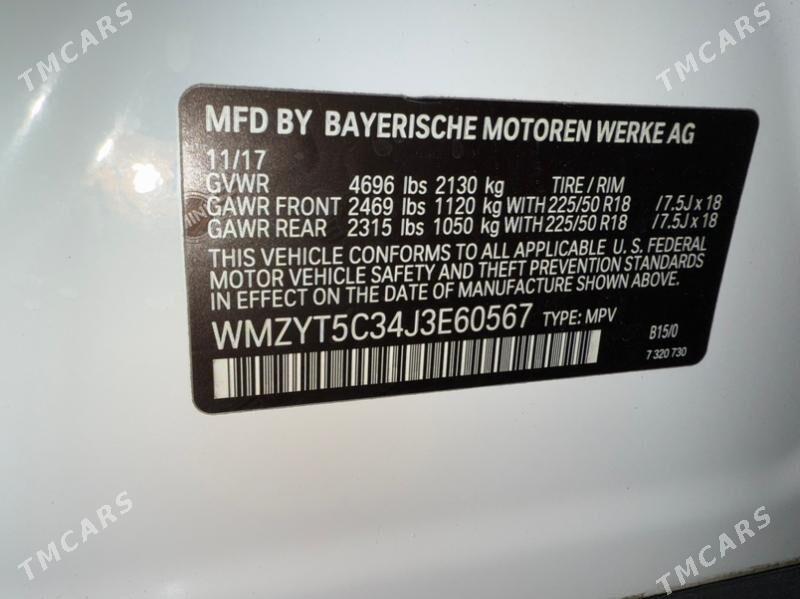 TMCARS
TMCARS
MFD BY BAYERISCHE MOTOREN WERKE AG
11/17
GVWR 4696 lbs 2130 kg TIRE / RIM
GAWR FRONT 2469 lbs 1120 kg WITH 225/50 R18 /7.5J x 18
GAWR REAR 2315 lbs 1050 kg WITH 225/50 R18 /7.5J x 18
THIS VEHICLE CONFORMS TO ALL APPLICABLE U.S. FEDERAL
MOTOR VEHICLE SAFETY AND THEFT PREVENTION STANDARDS
IN EFFECT ON THE DATE OF MANUFACTURE SHOWN ABOVE.
WMZYT5C34J3E60567 TYPE: MPV
B15/0
7 320 730
TMCARS
TMCARS